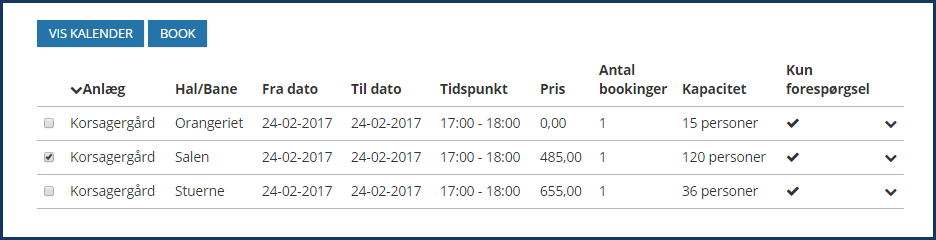 VIS KALENDER BOOK
Anlæg Hal/Bane Fra dato Til dato Tidspunkt Pris Antal bookinger Kapacitet Kun forespørgsel
Korsagergård Orangeriet 24-02-2017 24-02-2017 17:00 - 18:00 0,00 1 15 personer
Korsagergård Salen 24-02-2017 24-02-2017 17:00 - 18:00 485,00 1 120 personer
Korsagergård Stuerne 24-02-2017 24-02-2017 17:00 - 18:00 655,00 1 36 personer